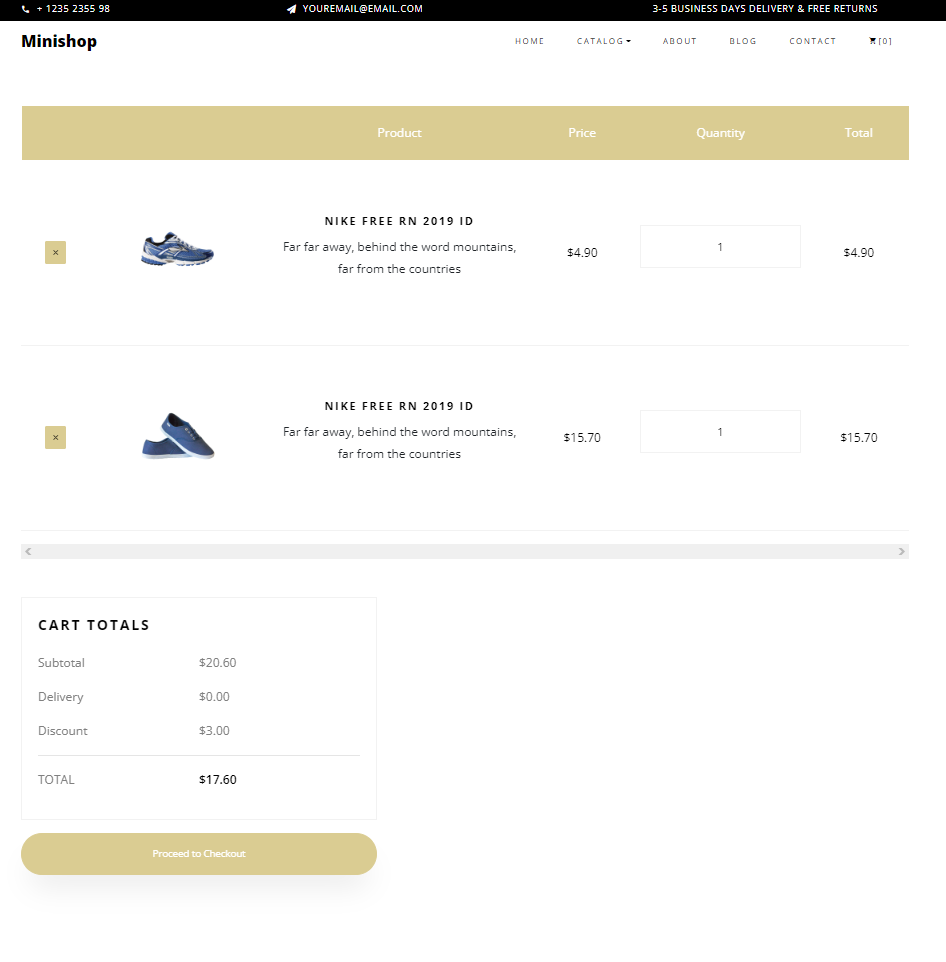 + 1235 2355 98 YOUREMAIL@EMAIL.COM 3-5 BUSINESS DAYS DELIVERY & FREE RETURNS
Minishop HOME CATALOG ABOUT BLOG CONTACT [0]
Product Price Quantity Total
NIKE FREE RN 2019 ID
× Far far away, behind the word mountains, $4.90 1 $4.90
far from the countries
NIKE FREE RN 2019 ID
× Far far away, behind the word mountains, $15.70 1 $15.70
far from the countries
CART TOTALS
Subtotal $20.60
Delivery $0.00
Discount $3.00
TOTAL $17.60
Proceed to Checkout